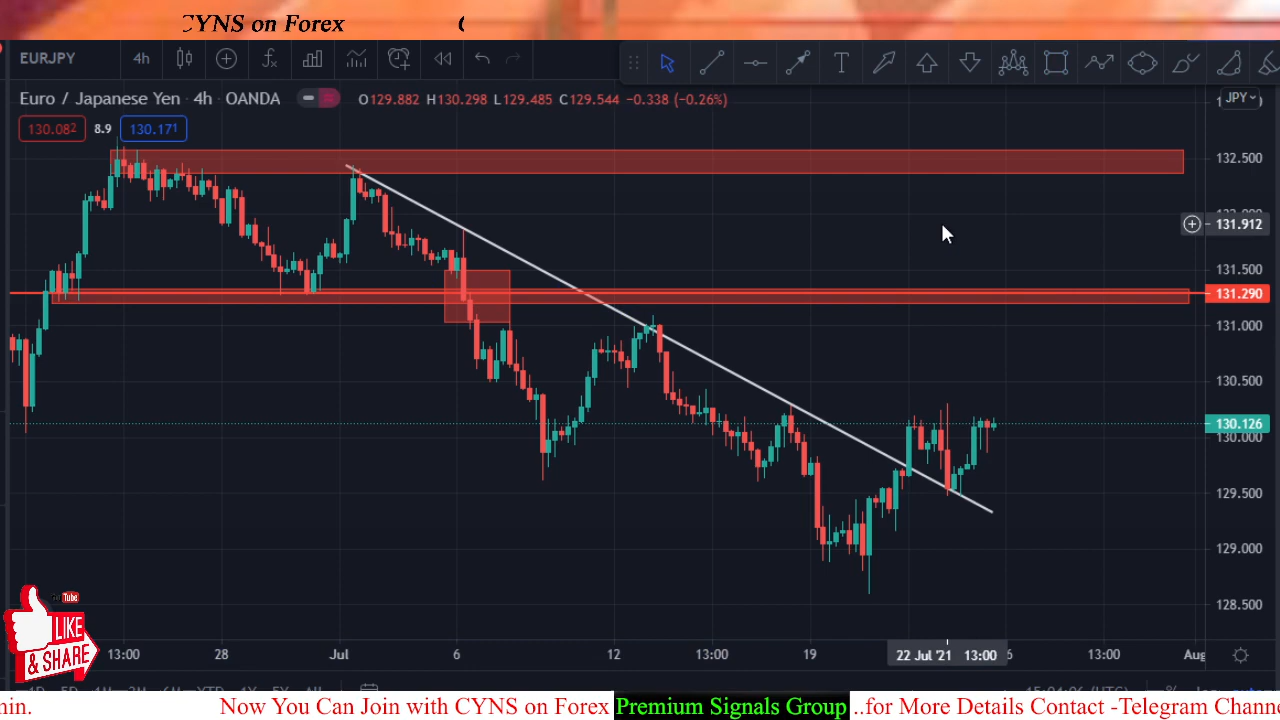 CYNS on Forex
EURJPY 4h
Euro / Japanese Yen · 4h · OANDA O129.882 H130.298 L129.485 C129.544 −0.338 (−0.26%)
JPY
130.082 8.9 130.171
132.500
131.912
131.500
131.290
131.000
130.500
130.126
130.000
129.500
129.000
128.500
You Tube
LIKE
& SHARE
13:00 28 Jul 6 12 13:00 19 22 Jul '21 13:00 6 13:00 Aug
min. Now You Can Join with CYNS on Forex Premium Signals Group ..for More Details Contact -Telegram Channe